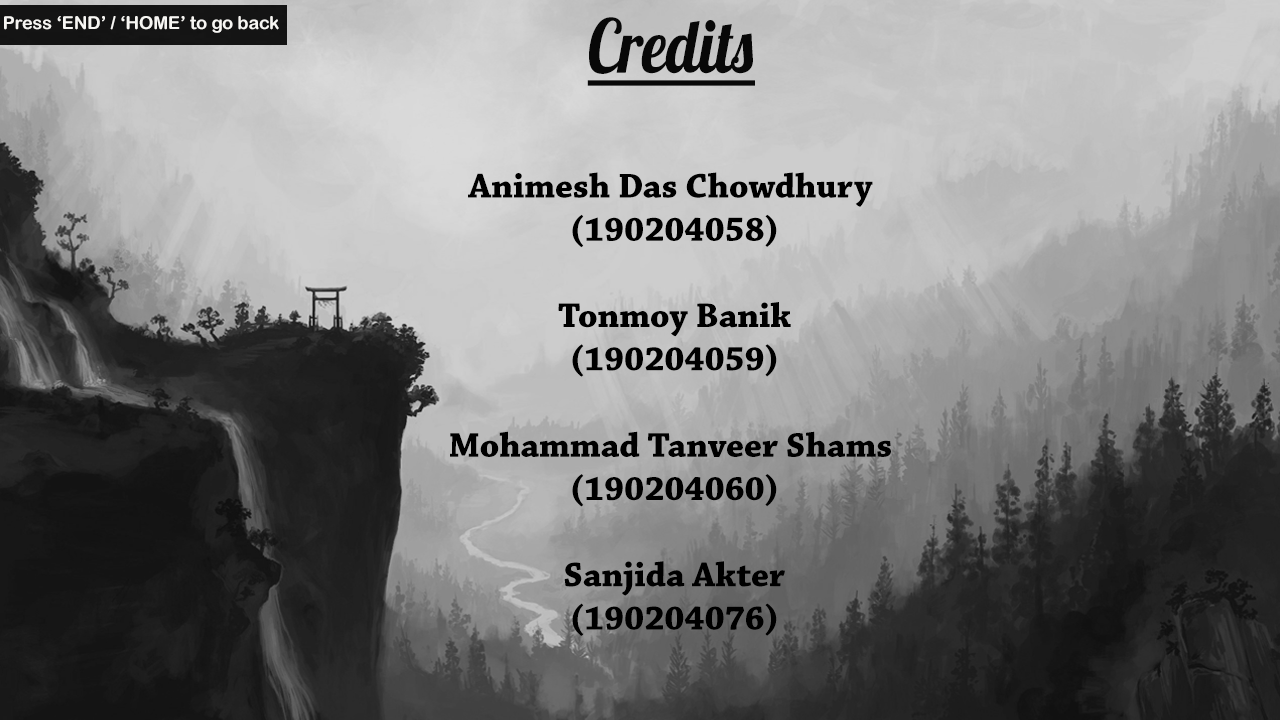 Press ‘END’ / ‘HOME’ to go back
Credits
Animesh Das Chowdhury
(190204058)
Tonmoy Banik
(190204059)
Mohammad Tanveer Shams
(190204060)
Sanjida Akter
(190204076)